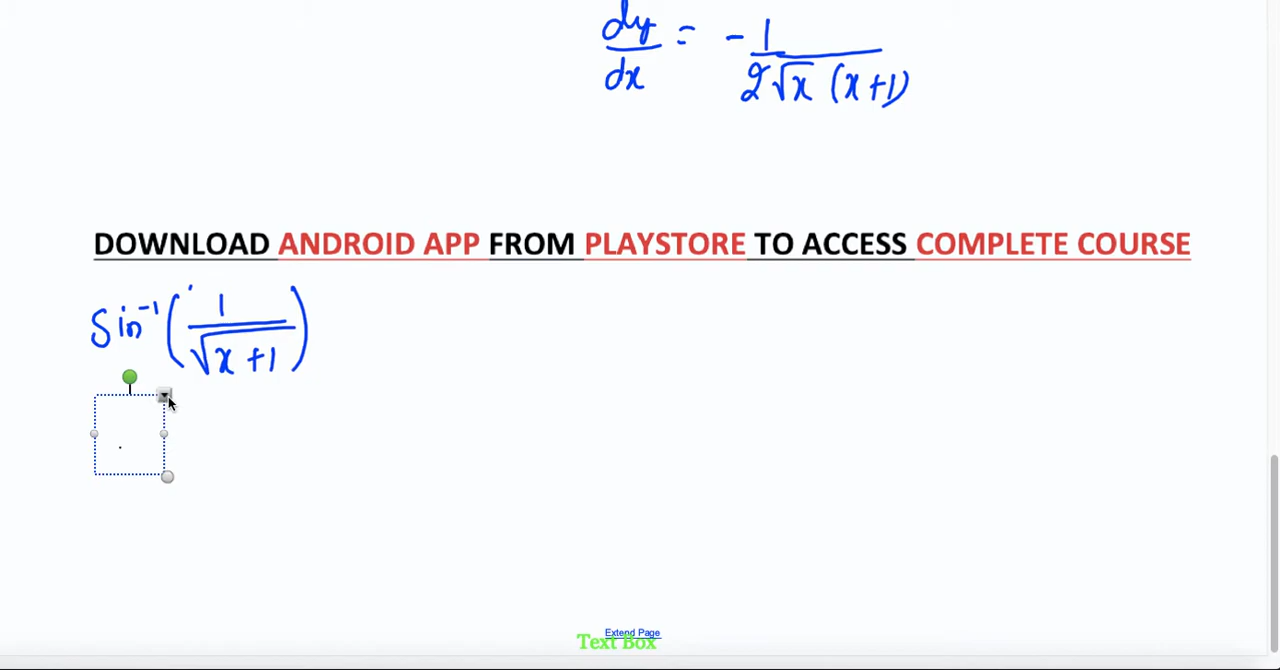 dy/dx = - 1/(2√x (x+1))
DOWNLOAD ANDROID APP FROM PLAYSTORE TO ACCESS COMPLETE COURSE
Sin⁻¹(1/√(x+1))
Extend Page
Text Box